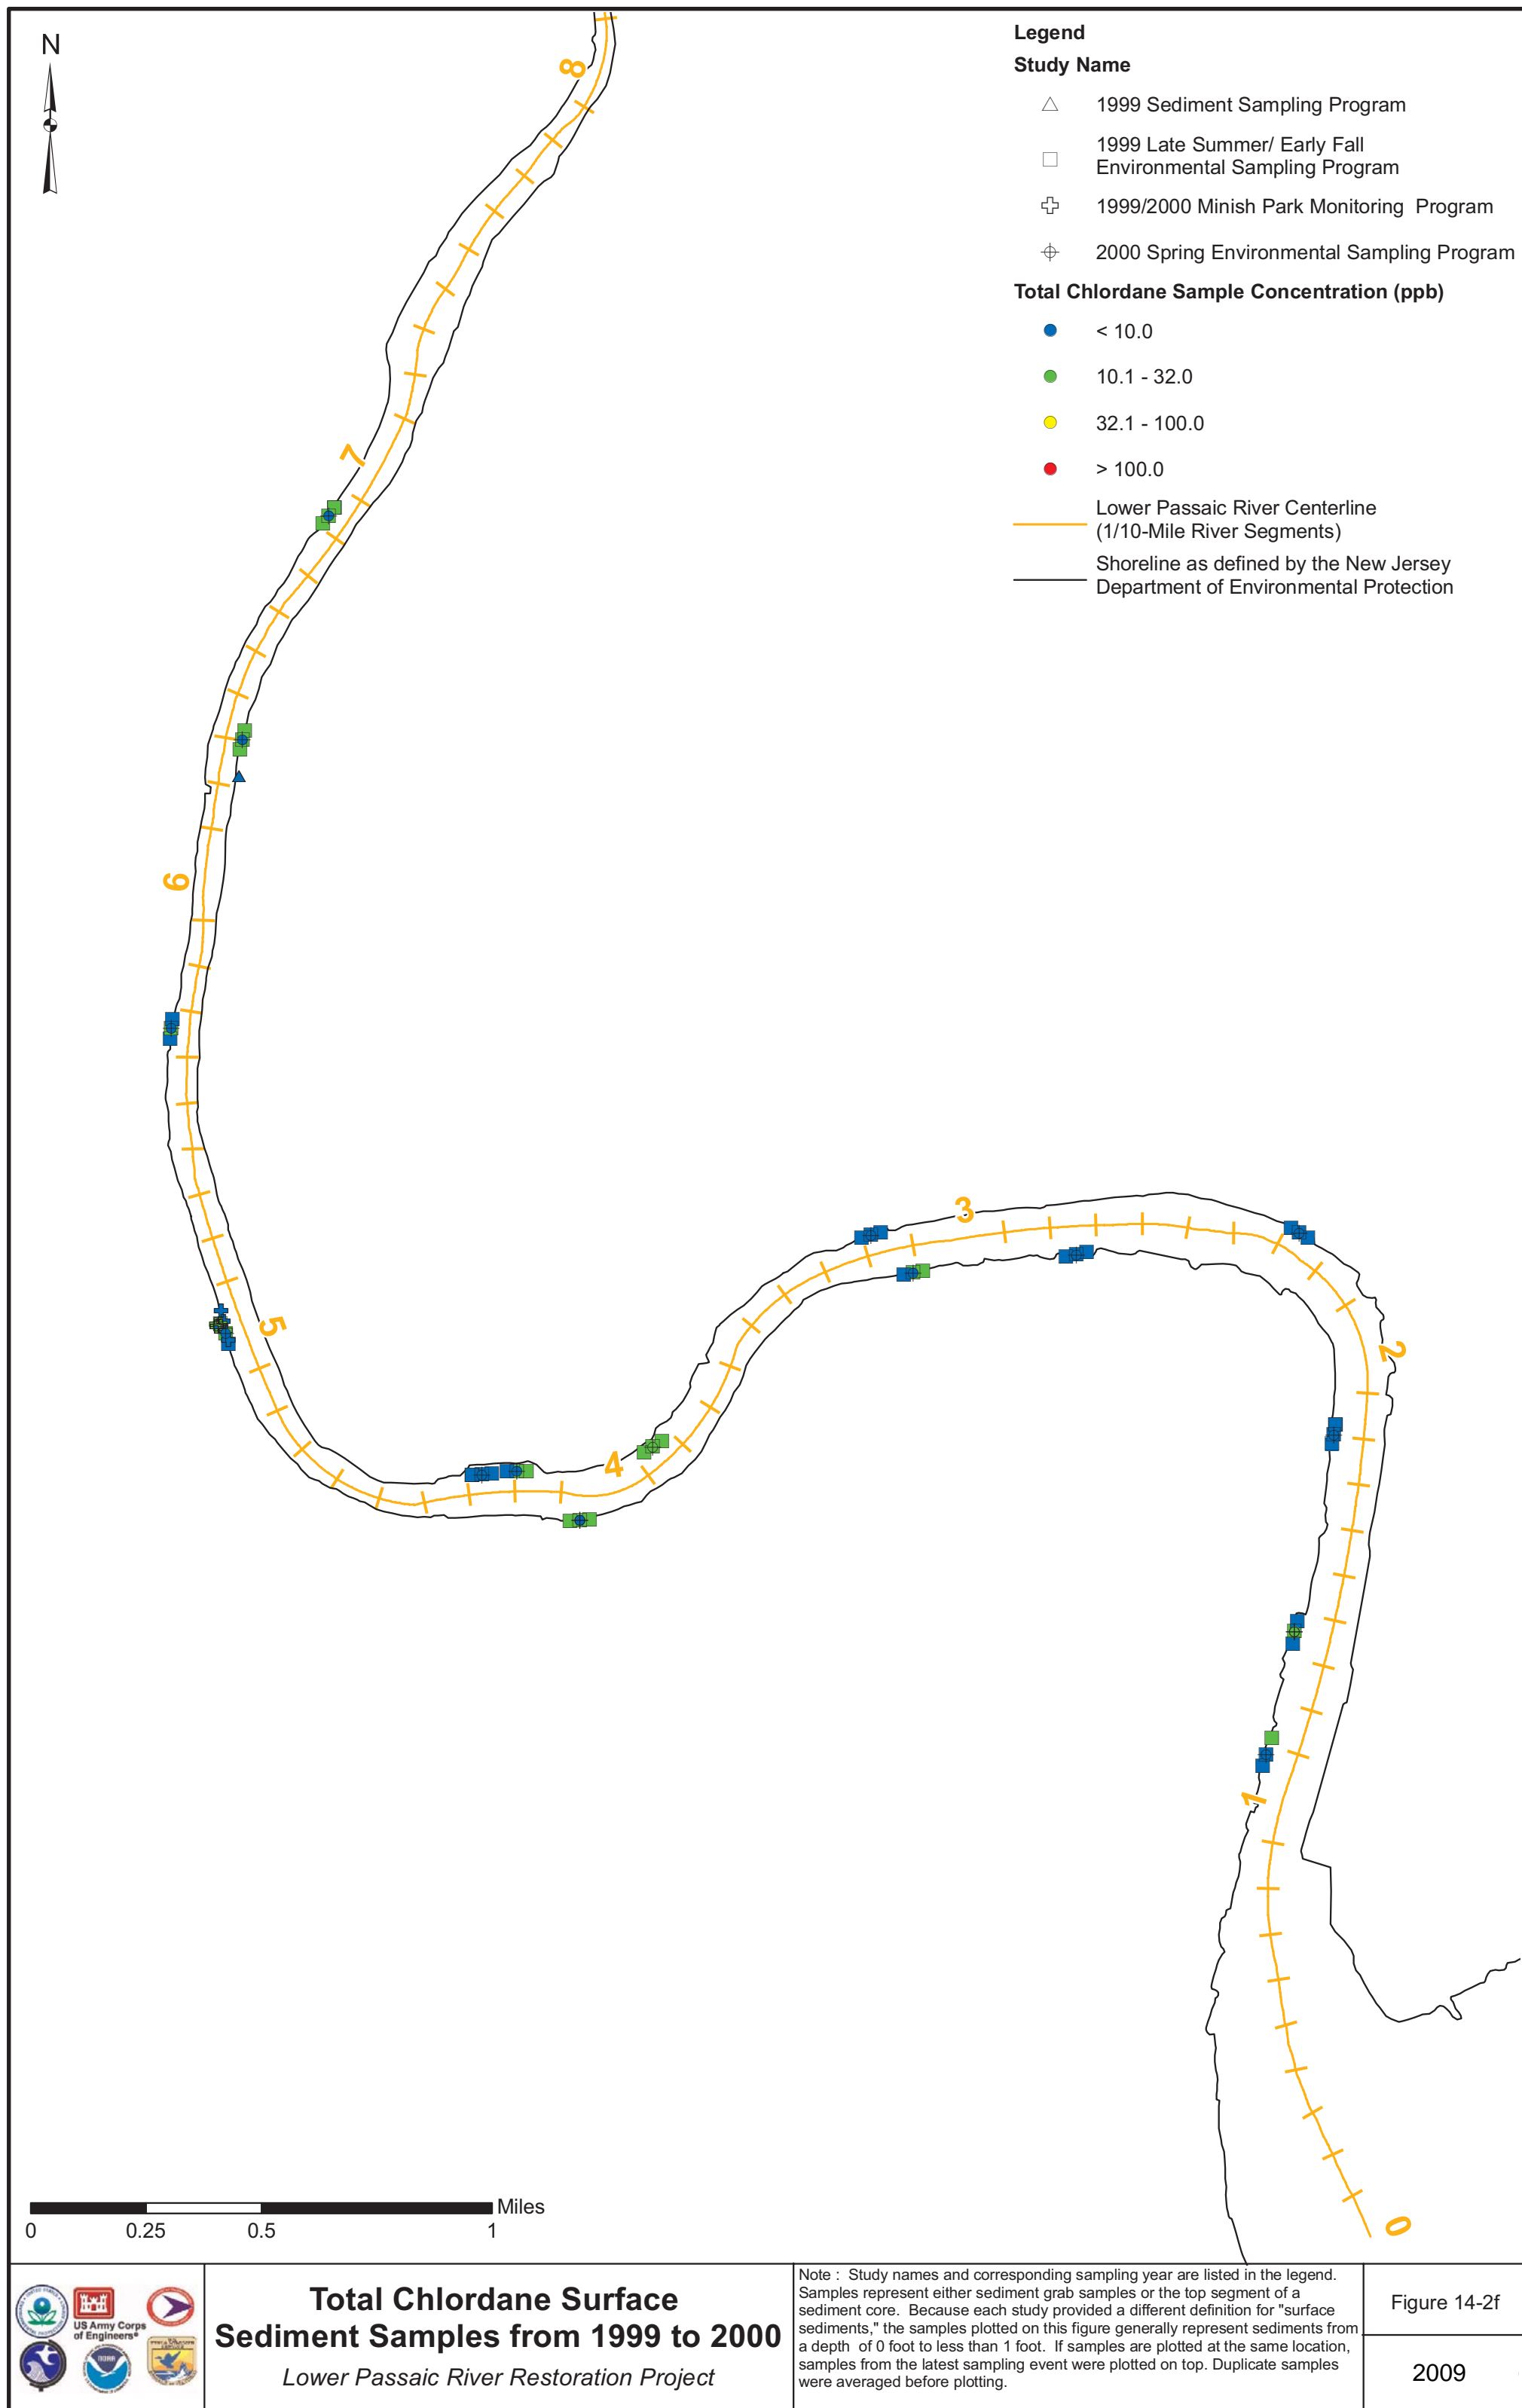 N
Legend
Study Name
1999 Sediment Sampling Program
1999 Late Summer/ Early Fall
Environmental Sampling Program
1999/2000 Minish Park Monitoring Program
2000 Spring Environmental Sampling Program
Total Chlordane Sample Concentration (ppb)
< 10.0
10.1 - 32.0
32.1 - 100.0
> 100.0
Lower Passaic River Centerline
(1/10-Mile River Segments)
Shoreline as defined by the New Jersey
Department of Environmental Protection
8
7
6
5
4
3
2
1
0
Miles
0 0.25 0.5 1
US Army Corps
of Engineers®
Total Chlordane Surface
Sediment Samples from 1999 to 2000
Lower Passaic River Restoration Project
Note : Study names and corresponding sampling year are listed in the legend.
Samples represent either sediment grab samples or the top segment of a
sediment core. Because each study provided a different definition for "surface
sediments," the samples plotted on this figure generally represent sediments from
a depth of 0 foot to less than 1 foot. If samples are plotted at the same location,
samples from the latest sampling event were plotted on top. Duplicate samples
were averaged before plotting.
Figure 14-2f
2009